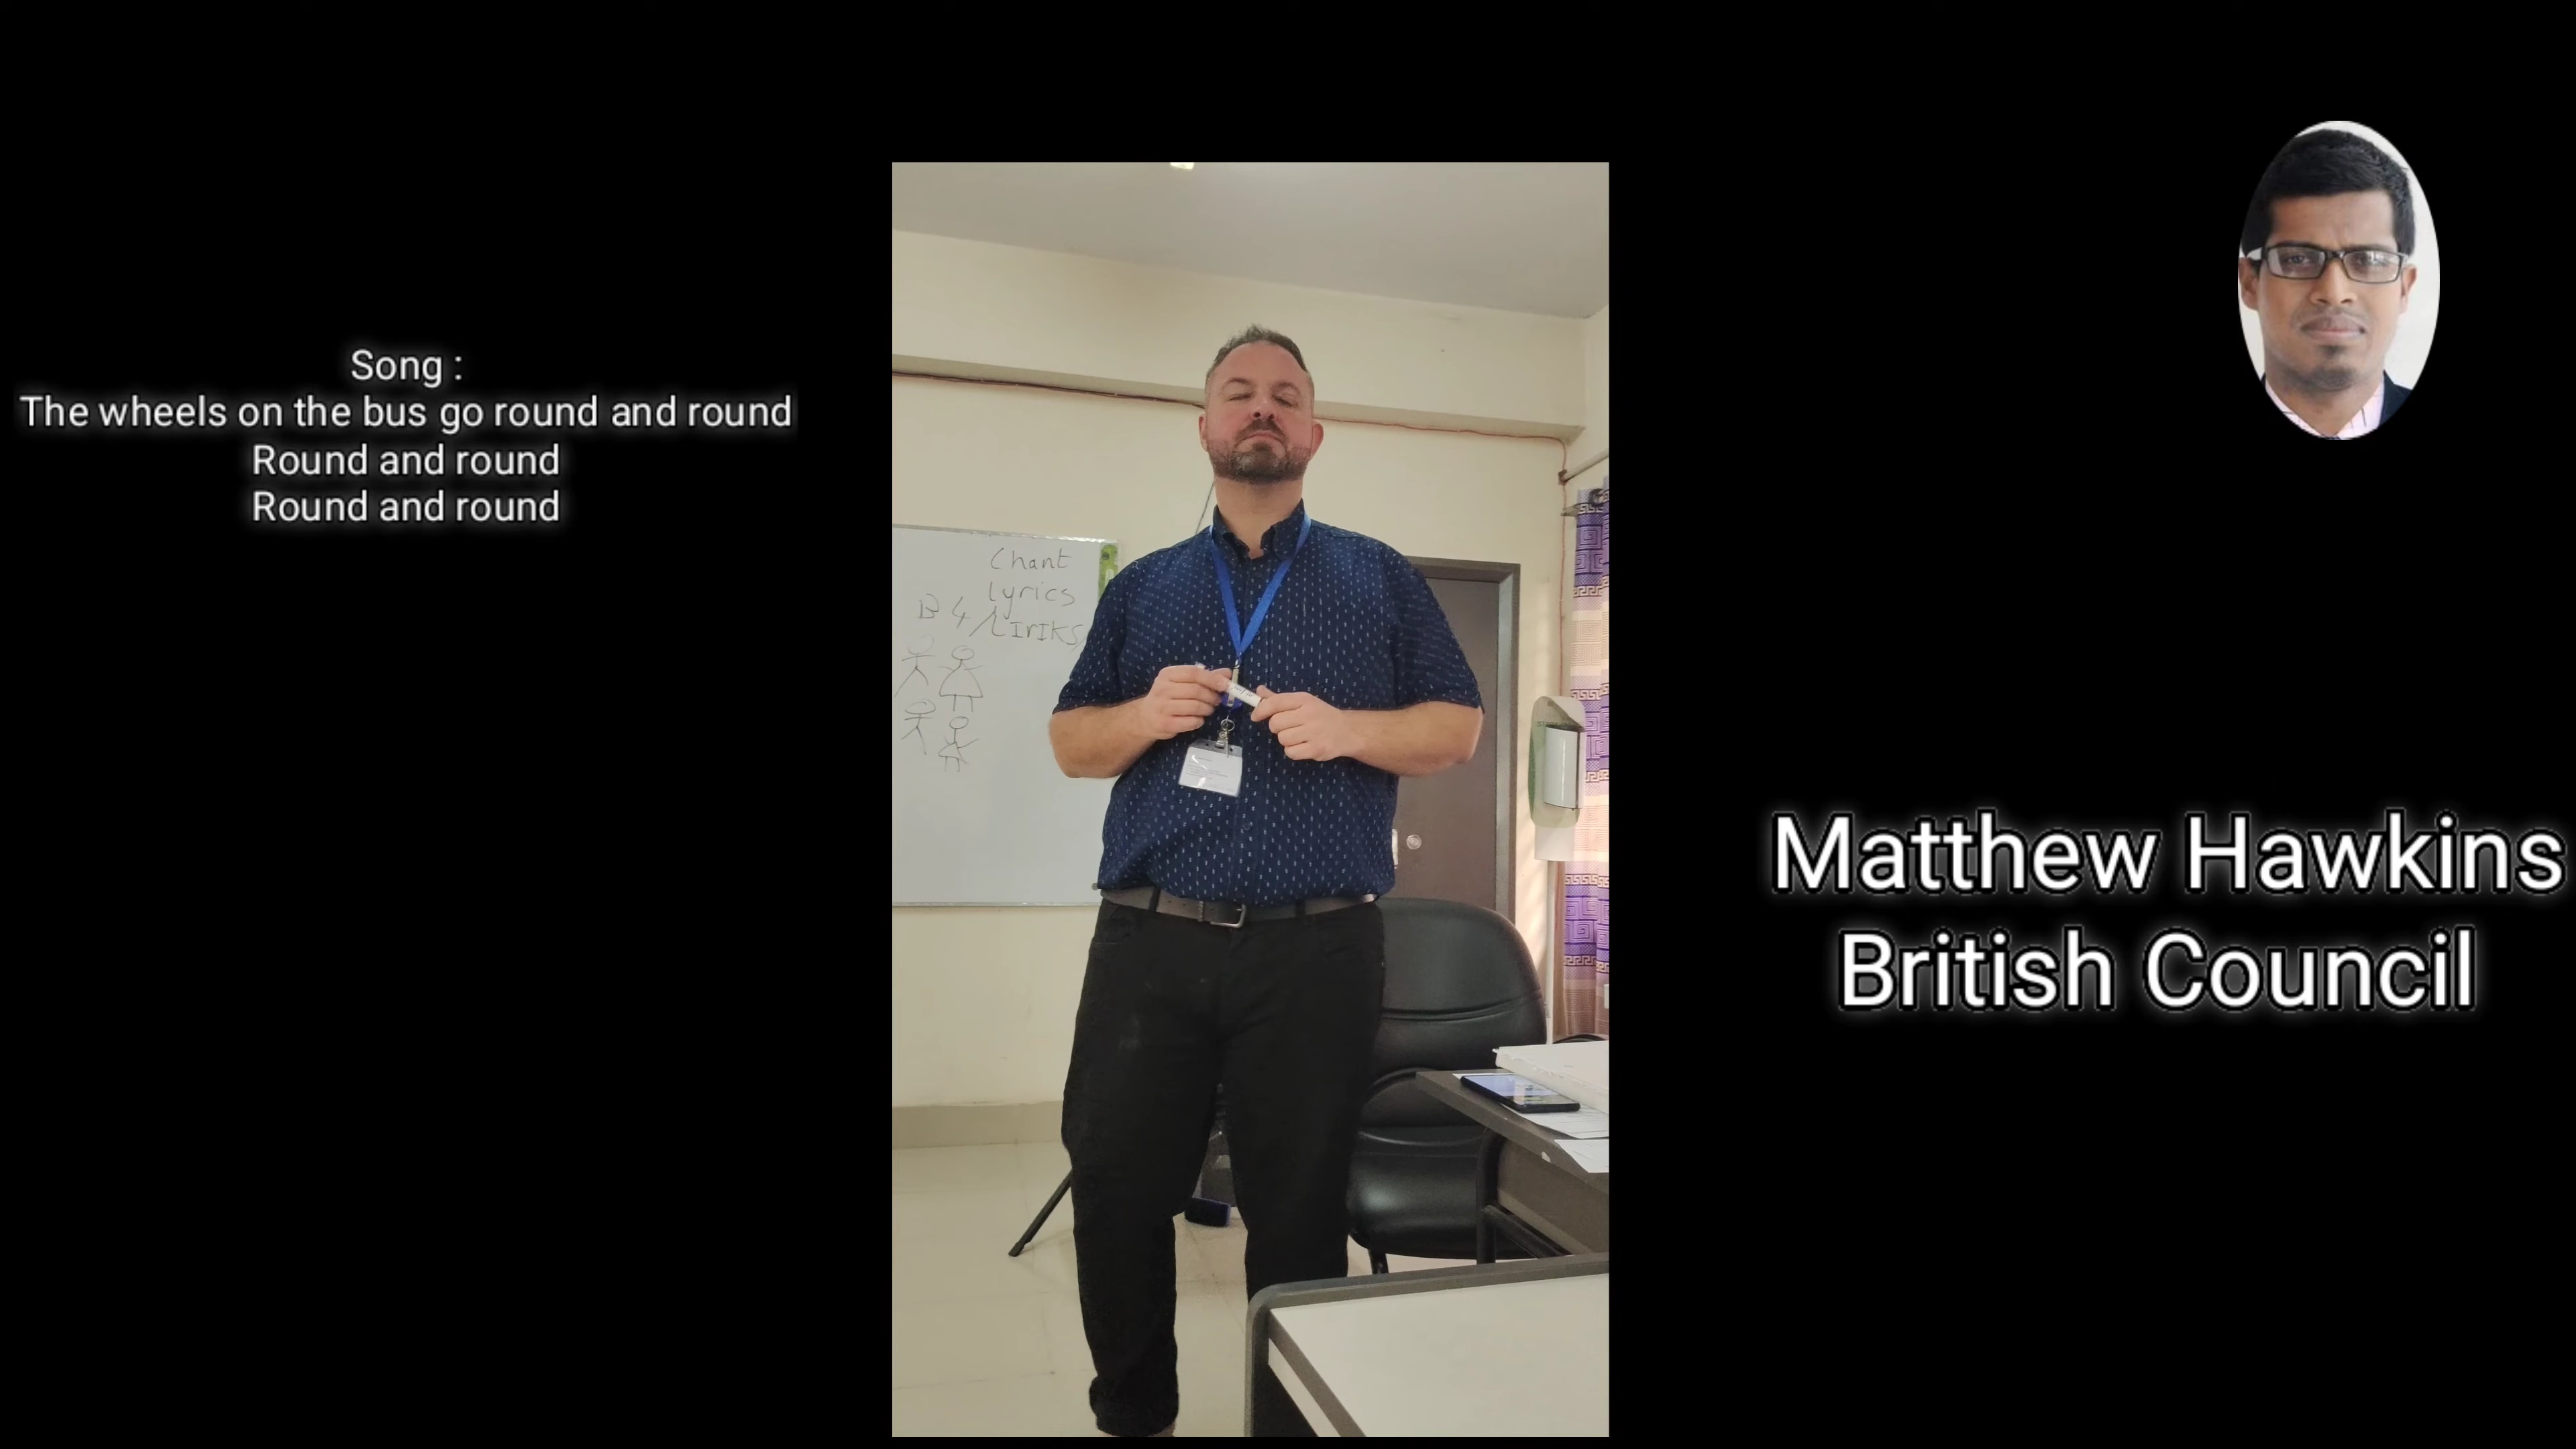 Song :
The wheels on the bus go round and round
Round and round
Round and round
Chant
Lyrics
B 4 /LIrIKS/
Matthew Hawkins
British Council